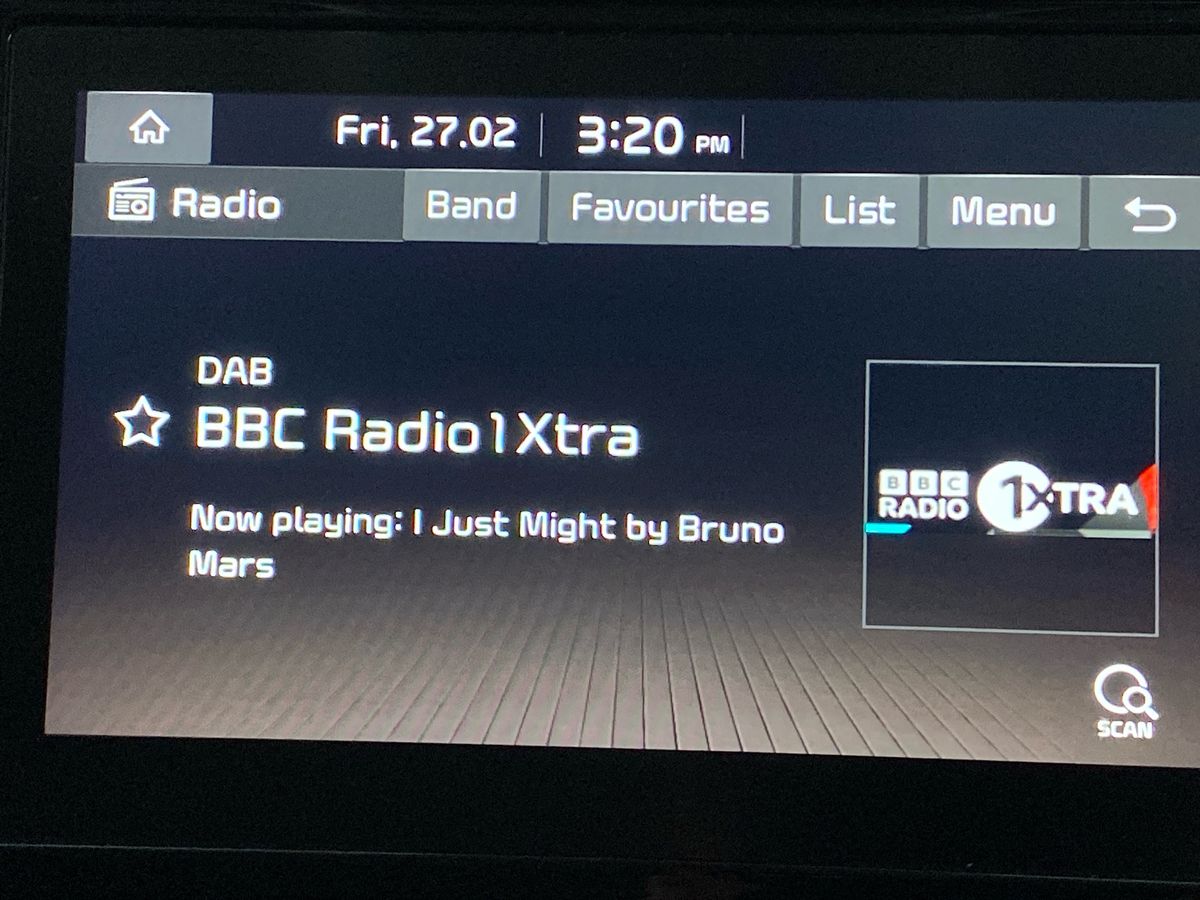 Fri, 27.02 3:20 PM
Radio Band Favourites List Menu
DAB
BBC Radio1Xtra
Now playing: I Just Might by Bruno
Mars
BBC
RADIO 1XTRA
SCAN